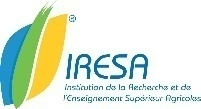 ®
IRESA
Institution de la Recherche et de
l'Enseignement Supérieur Agricoles